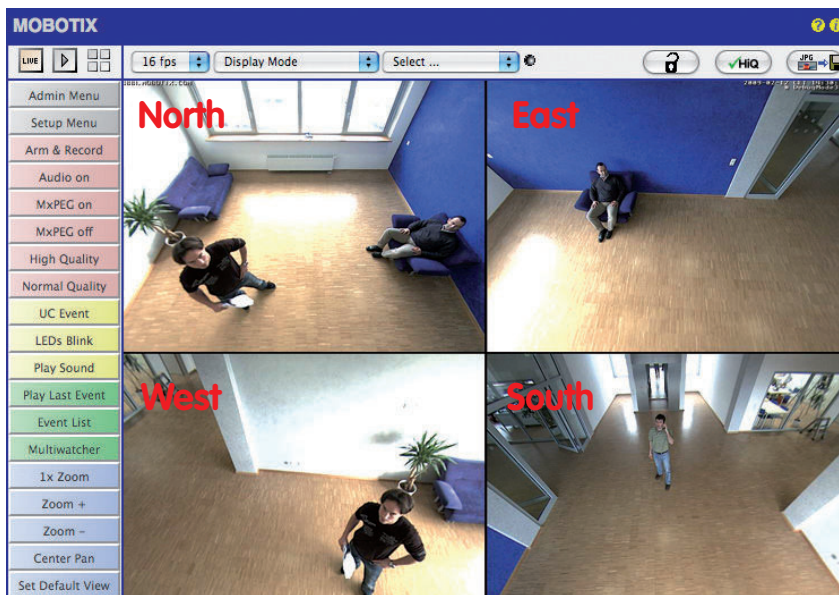 MOBOTIX
LIVE
16 fps
Display Mode
Select ...
HiQ
JPG
Admin Menu
Setup Menu
Arm & Record
Audio on
MxPEG on
MxPEG off
High Quality
Normal Quality
UC Event
LEDs Blink
Play Sound
Play Last Event
Event List
Multiwatcher
1x Zoom
Zoom +
Zoom –
Center Pan
Set Default View
North
East
West
South